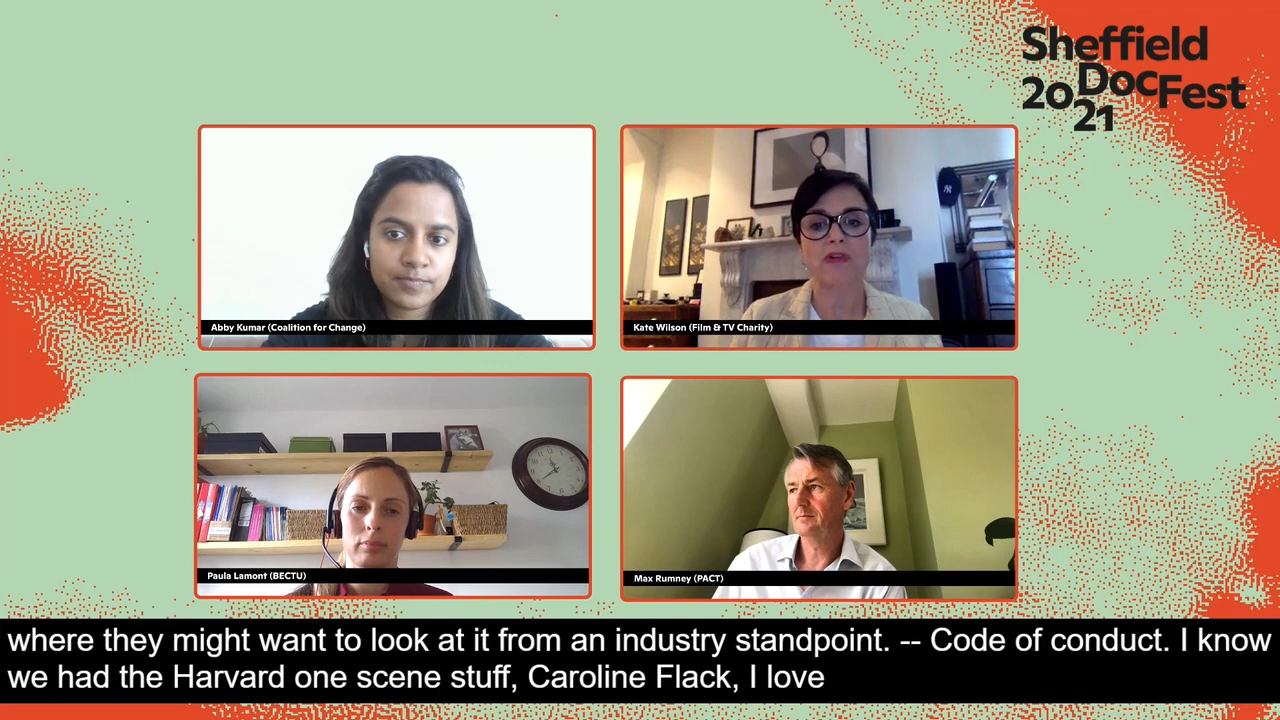 Sheffield
DocFest
2021
Abby Kumar (Coalition for Change)
Kate Wilson (Film & TV Charity)
Paula Lamont (BECTU)
Max Rumney (PACT)
where they might want to look at it from an industry standpoint. -- Code of conduct. I know
we had the Harvard one scene stuff, Caroline Flack, I love